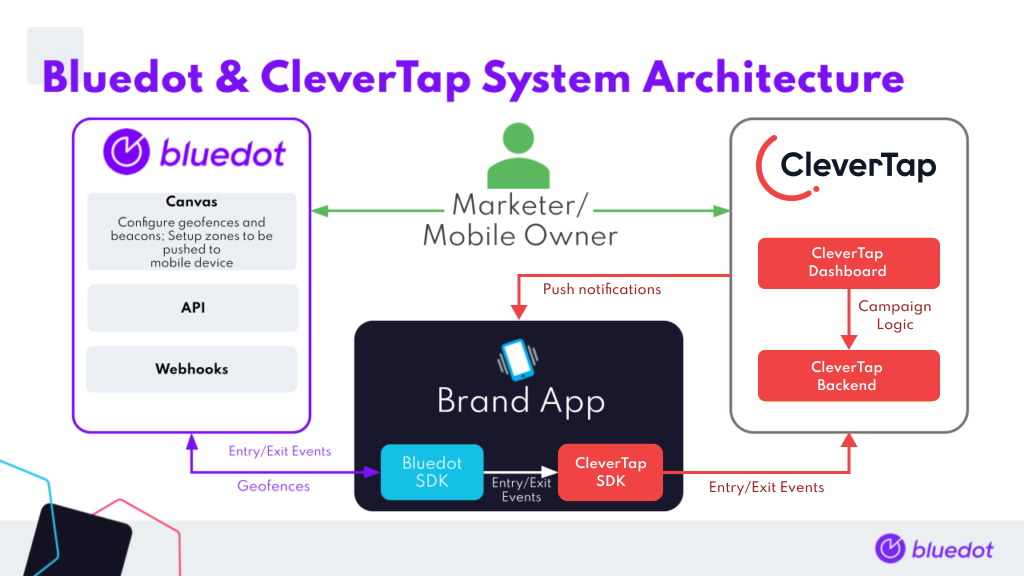 Bluedot & CleverTap System Architecture
bluedot
Canvas
Configure geofences and
beacons; Setup zones to be
pushed to
mobile device
API
Webhooks
Marketer/
Mobile Owner
CleverTap
CleverTap
Dashboard
Campaign
Logic
CleverTap
Backend
Push notifications
Brand App
Bluedot
SDK
Entry/Exit
Events
CleverTap
SDK
Entry/Exit Events
Geofences
Entry/Exit Events
bluedot